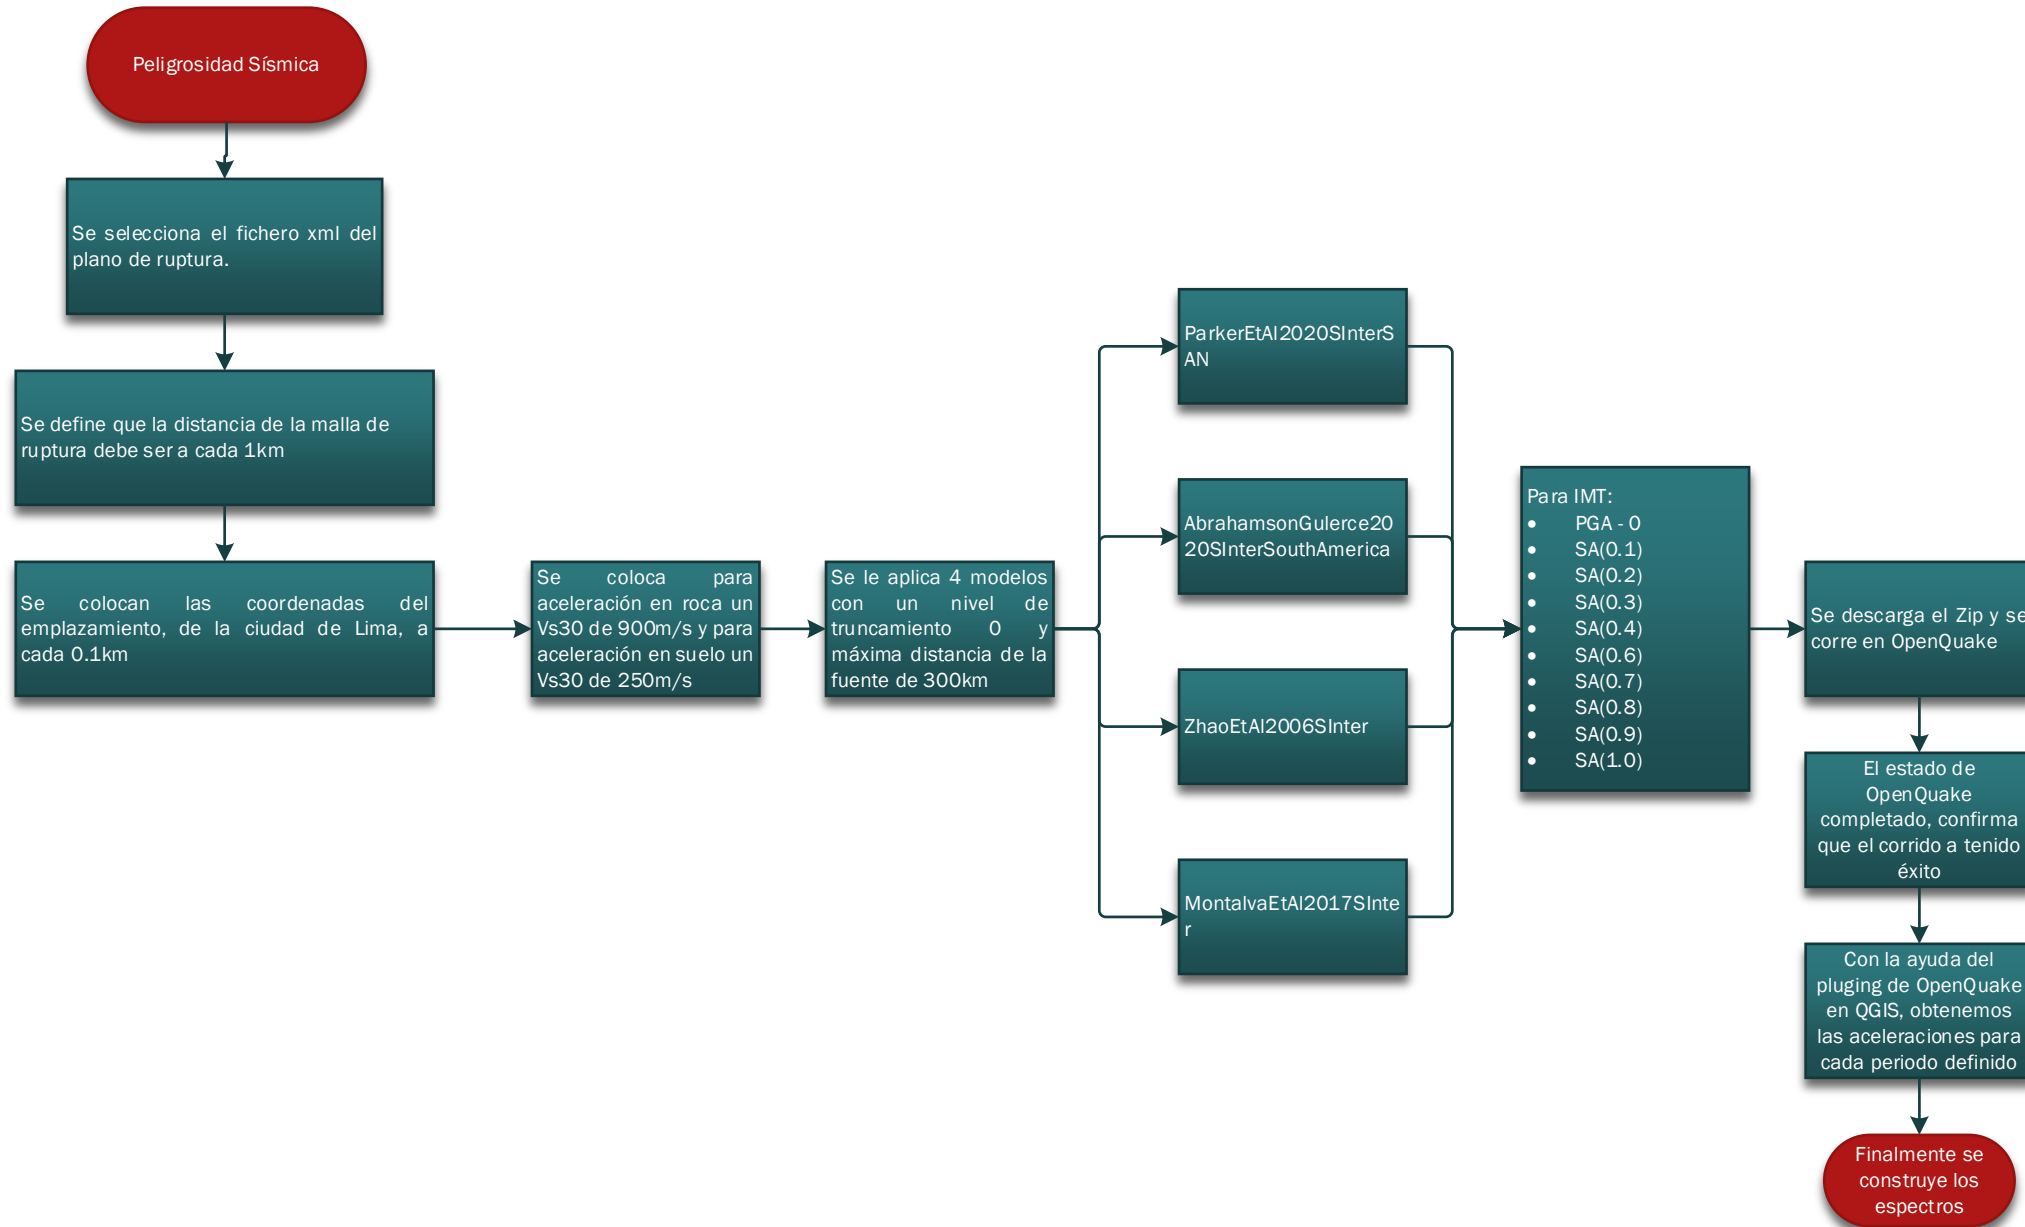 Peligrosidad Sísmica
Se selecciona el fichero xml del
plano de ruptura.
Se define que la distancia de la malla de
ruptura debe ser a cada 1km
Se colocan las coordenadas del
emplazamiento, de la ciudad de Lima, a
cada 0.1km
Se coloca para
aceleración en roca un
Vs30 de 900m/s y para
aceleración en suelo un
Vs30 de 250m/s
Se le aplica 4 modelos
con un nivel de
truncamiento 0 y
máxima distancia de la
fuente de 300km
ParkerEtAl2020SInterS
AN
AbrahamsonGulerce20
20SInterSouthAmerica
ZhaoEtAl2006SInter
MontalvaEtAl2017SInte
r
Para IMT:
• PGA - 0
• SA(0.1)
• SA(0.2)
• SA(0.3)
• SA(0.4)
• SA(0.6)
• SA(0.7)
• SA(0.8)
• SA(0.9)
• SA(1.0)
Se descarga el Zip y se
corre en OpenQuake
El estado de
OpenQuake
completado, confirma
que el corrido a tenido
éxito
Con la ayuda del
pluging de OpenQuake
en QGIS, obtenemos
las aceleraciones para
cada periodo definido
Finalmente se
construye los
espectros